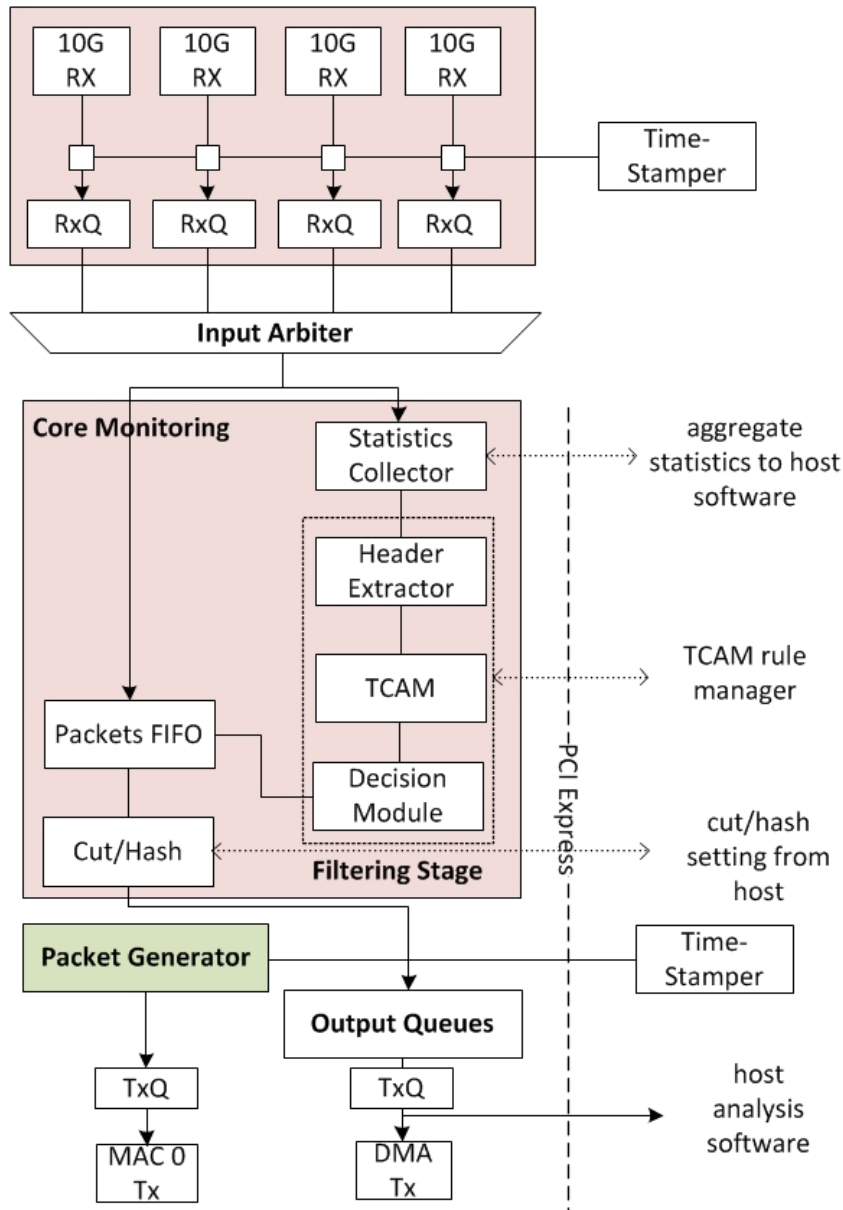 10G
RX
10G
RX
10G
RX
10G
RX
Time-
Stamper
RxQ
RxQ
RxQ
RxQ
Input Arbiter
Core Monitoring
Statistics
Collector
aggregate
statistics to host
software
Header
Extractor
TCAM
TCAM rule
manager
Packets FIFO
Decision
Module
PCI Express
Cut/Hash
cut/hash
setting from
host
Filtering Stage
Packet Generator
Time-
Stamper
Output Queues
TxQ
TxQ
host
analysis
software
MAC 0
Tx
DMA
Tx